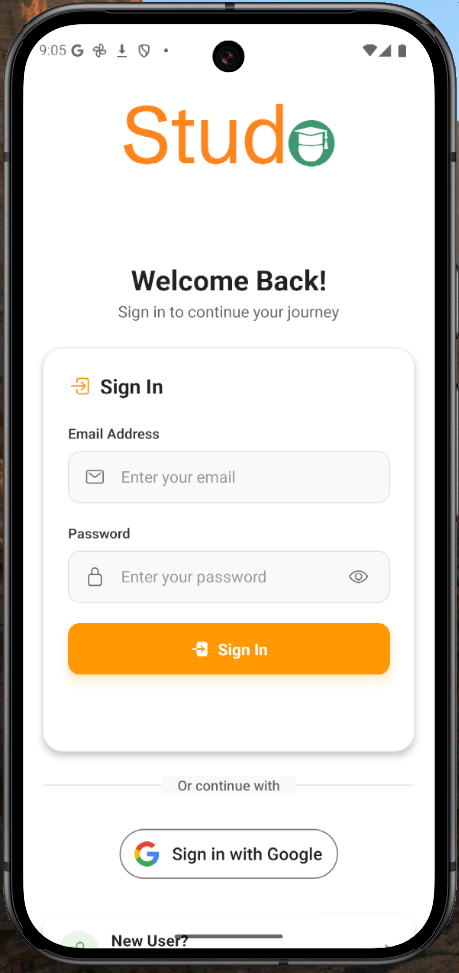 9:05
Studo
Welcome Back!
Sign in to continue your journey
Sign In
Email Address
Enter your email
Password
Enter your password
Sign In
Or continue with
Sign in with Google
New User?